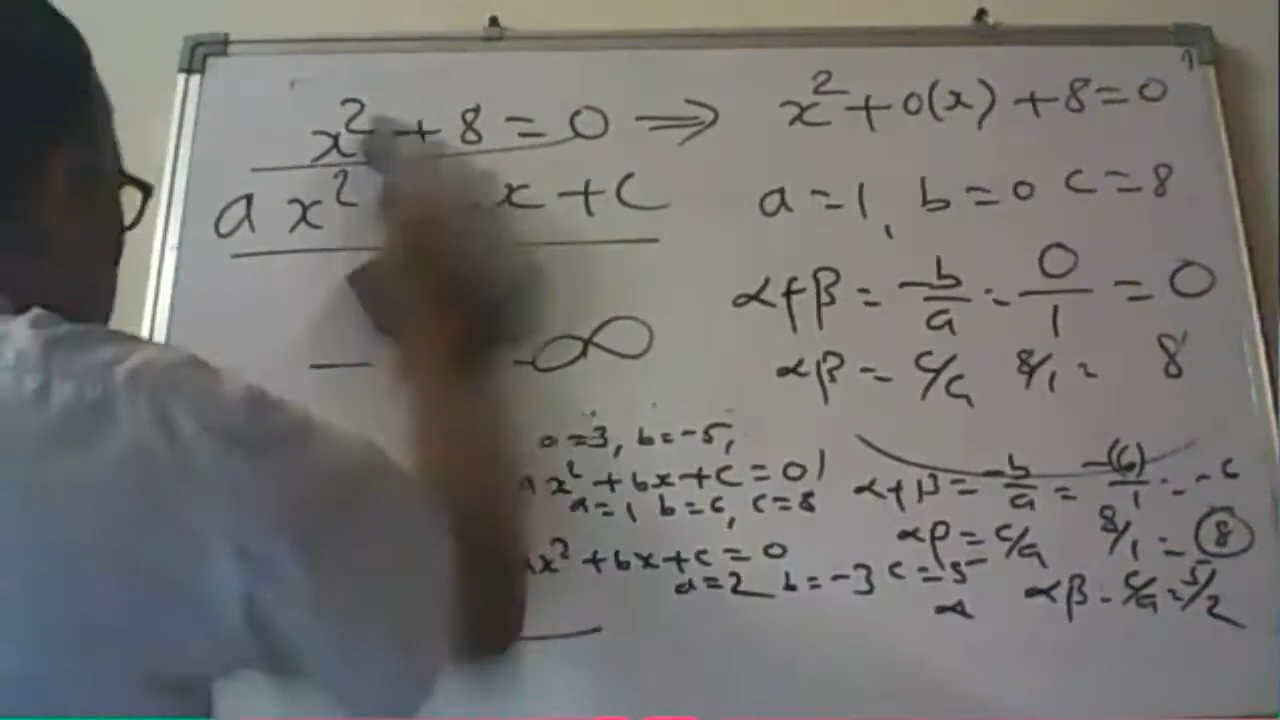 x² + 8 = 0 ⇒ x² + 0(x) + 8 = 0
a x² x + c
a = 1, b = 0 c = 8
α + β = -b/a = 0/1 = 0
αβ = c/a 8/1 = 8
- ∞
a = 3, b = -5,
ax² + bx + c = 0
a = 1 b = 6, c = 8
α + β = -b/a = -(6)/1 = -6
αβ = c/a 8/1 = 8
ax² + bx + c = 0
a = 2 b = -3 c = 5
α αβ = c/a = 5/2